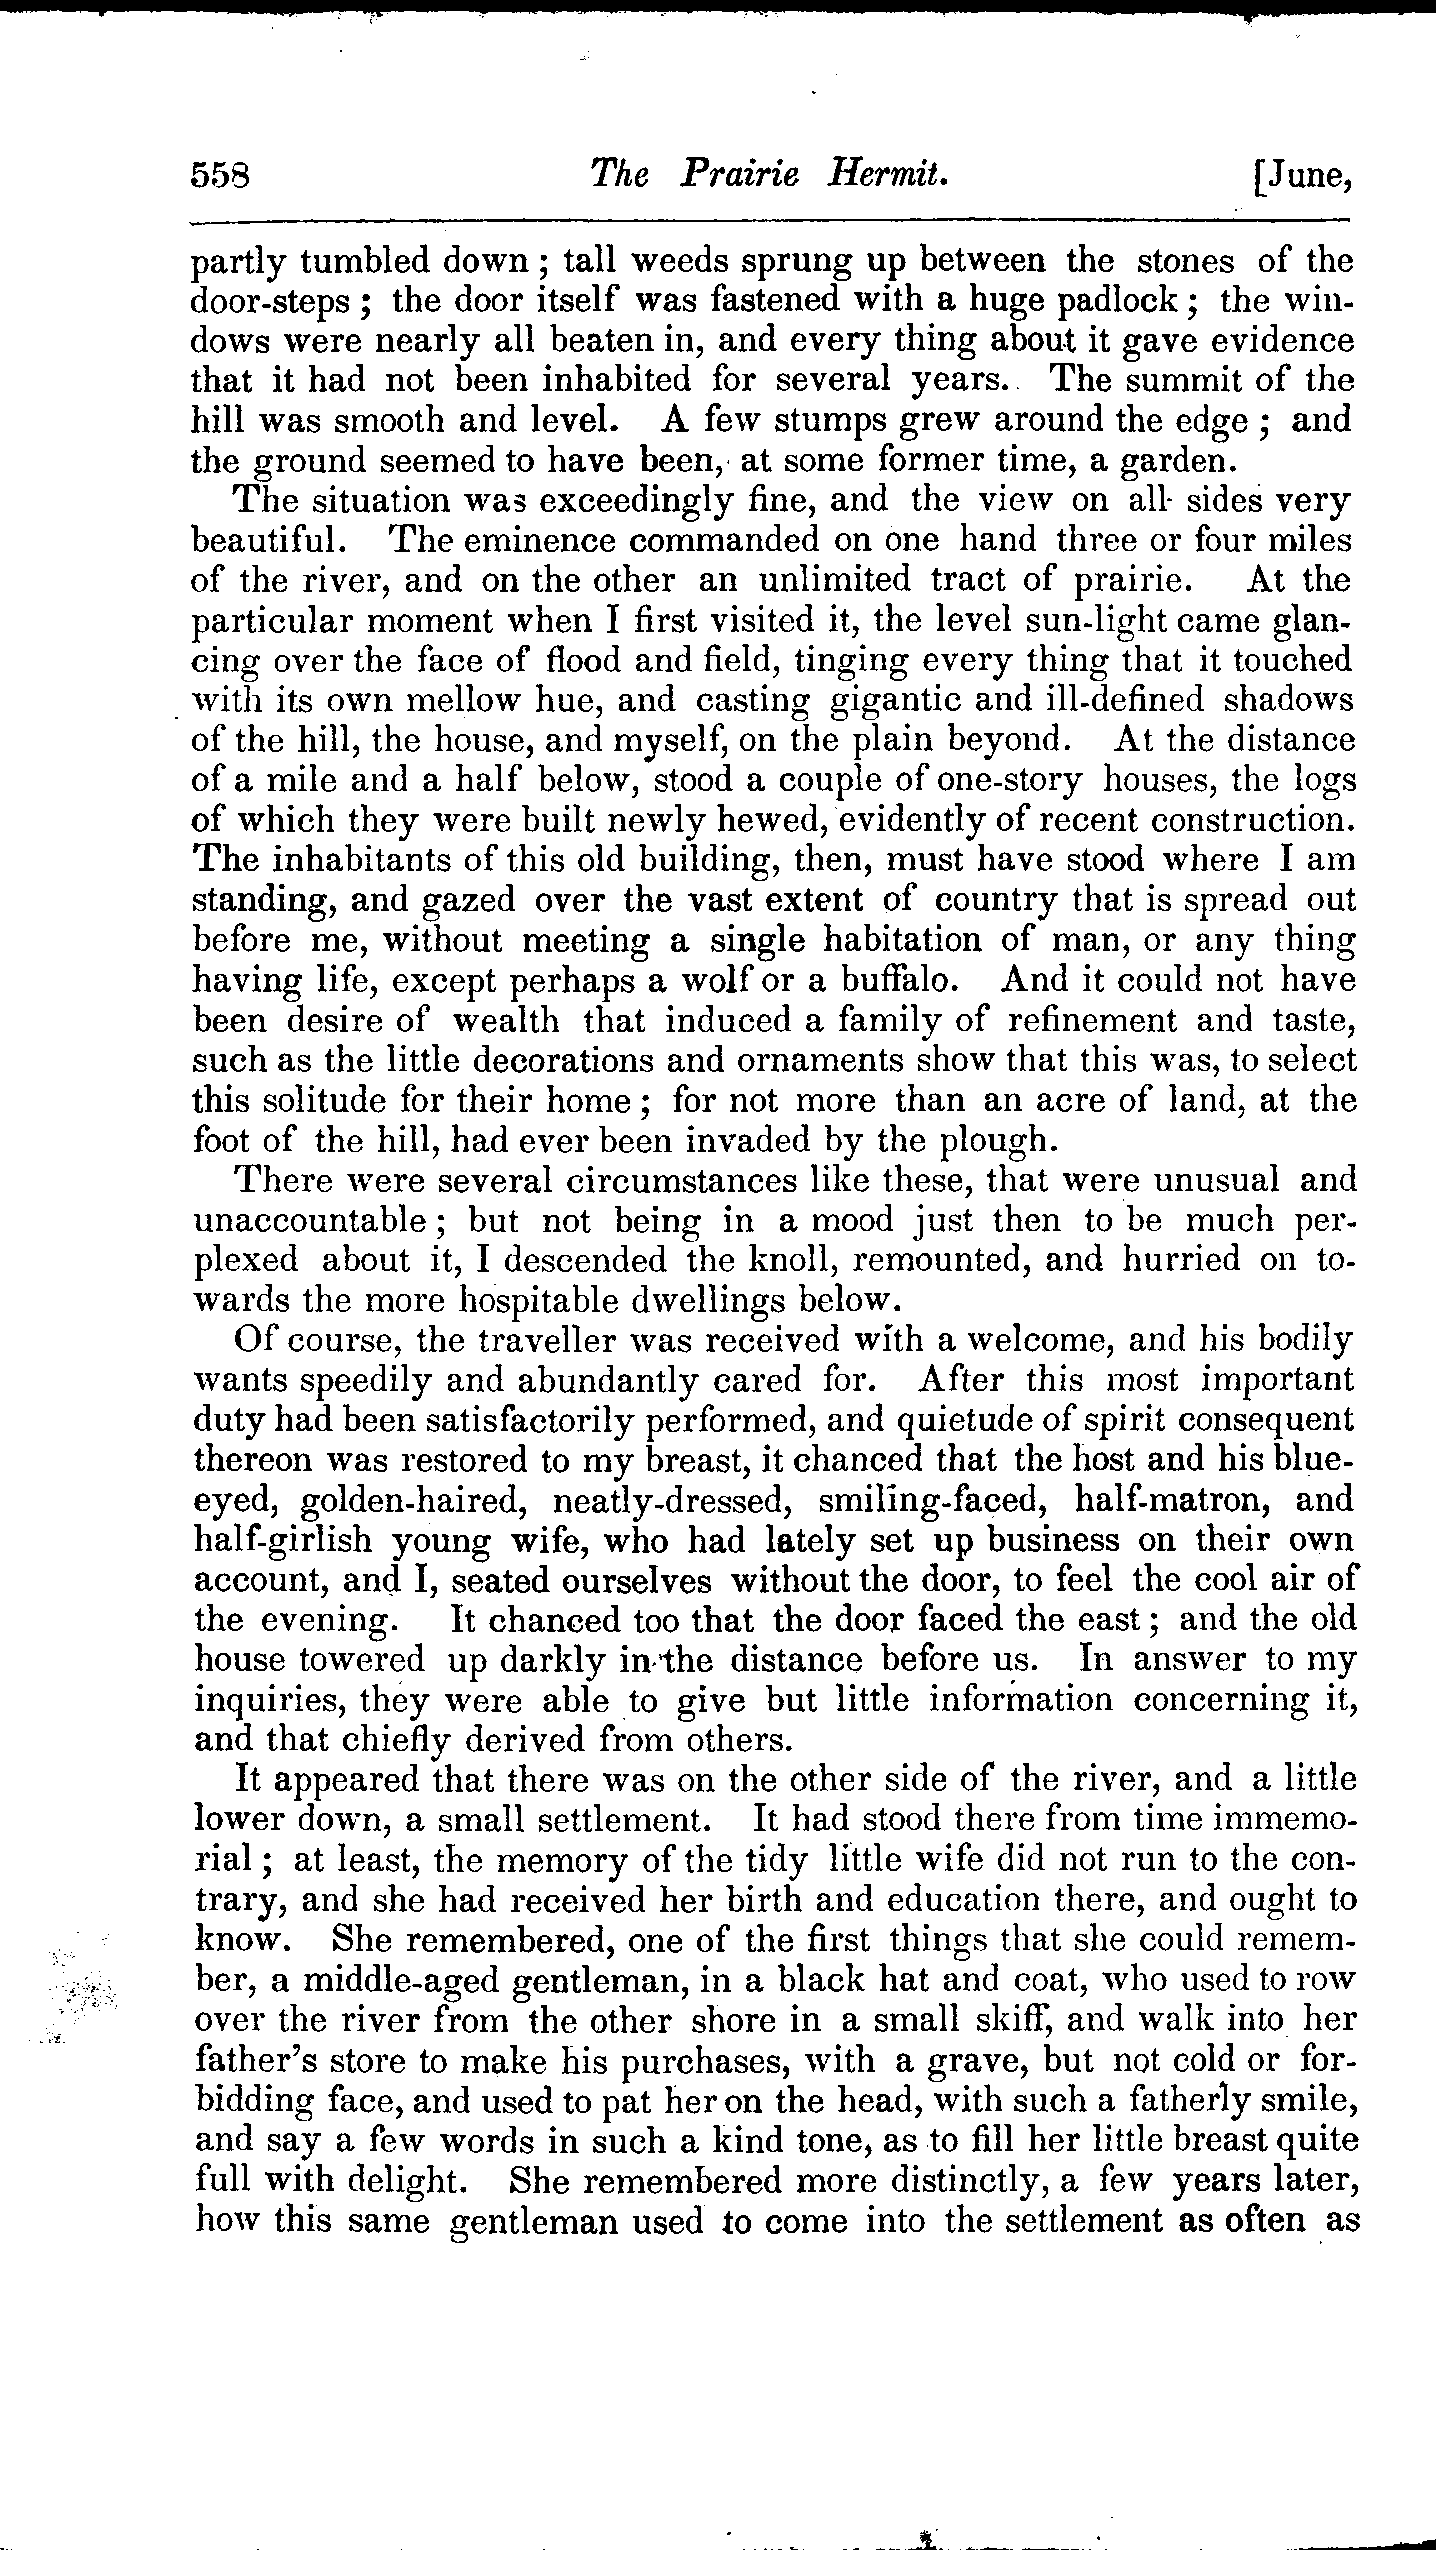 558 The Prairie Hermit. [June,
partly tumbled down ; tall weeds sprung up between the stones of the
door-steps ; the door itself was fastened with a huge padlock ; the win-
dows were nearly all beaten in, and every thing about it gave evidence
that it had not been inhabited for several years. The summit of the
hill was smooth and level. A few stumps grew around the edge ; and
the ground seemed to have been, at some former time, a garden.
The situation was exceedingly fine, and the view on all sides very
beautiful. The eminence commanded on one hand three or four miles
of the river, and on the other an unlimited tract of prairie. At the
particular moment when I first visited it, the level sun-light came glan-
cing over the face of flood and field, tinging every thing that it touched
with its own mellow hue, and casting gigantic and ill-defined shadows
of the hill, the house, and myself, on the plain beyond. At the distance
of a mile and a half below, stood a couple of one-story houses, the logs
of which they were built newly hewed, evidently of recent construction.
The inhabitants of this old building, then, must have stood where I am
standing, and gazed over the vast extent of country that is spread out
before me, without meeting a single habitation of man, or any thing
having life, except perhaps a wolf or a buffalo. And it could not have
been desire of wealth that induced a family of refinement and taste,
such as the little decorations and ornaments show that this was, to select
this solitude for their home ; for not more than an acre of land, at the
foot of the hill, had ever been invaded by the plough.
There were several circumstances like these, that were unusual and
unaccountable ; but not being in a mood just then to be much per-
plexed about it, I descended the knoll, remounted, and hurried on to-
wards the more hospitable dwellings below.
Of course, the traveller was received with a welcome, and his bodily
wants speedily and abundantly cared for. After this most important
duty had been satisfactorily performed, and quietude of spirit consequent
thereon was restored to my breast, it chanced that the host and his blue-
eyed, golden-haired, neatly-dressed, smiling-faced, half-matron, and
half-girlish young wife, who had lately set up business on their own
account, and I, seated ourselves without the door, to feel the cool air of
the evening. It chanced too that the door faced the east ; and the old
house towered up darkly in the distance before us. In answer to my
inquiries, they were able to give but little information concerning it,
and that chiefly derived from others.
It appeared that there was on the other side of the river, and a little
lower down, a small settlement. It had stood there from time immemo-
rial ; at least, the memory of the tidy little wife did not run to the con-
trary, and she had received her birth and education there, and ought to
know. She remembered, one of the first things that she could remem-
ber, a middle-aged gentleman, in a black hat and coat, who used to row
over the river from the other shore in a small skiff, and walk into her
father's store to make his purchases, with a grave, but not cold or for-
bidding face, and used to pat her on the head, with such a fatherly smile,
and say a few words in such a kind tone, as to fill her little breast quite
full with delight. She remembered more distinctly, a few years later,
how this same gentleman used to come into the settlement as often as